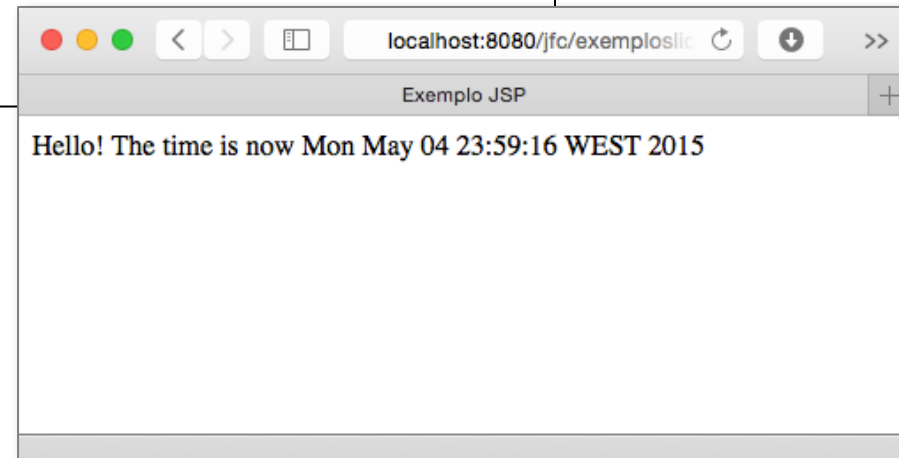 localhost:8080/jfc/exemploslic
>>
Exemplo JSP
Hello! The time is now Mon May 04 23:59:16 WEST 2015